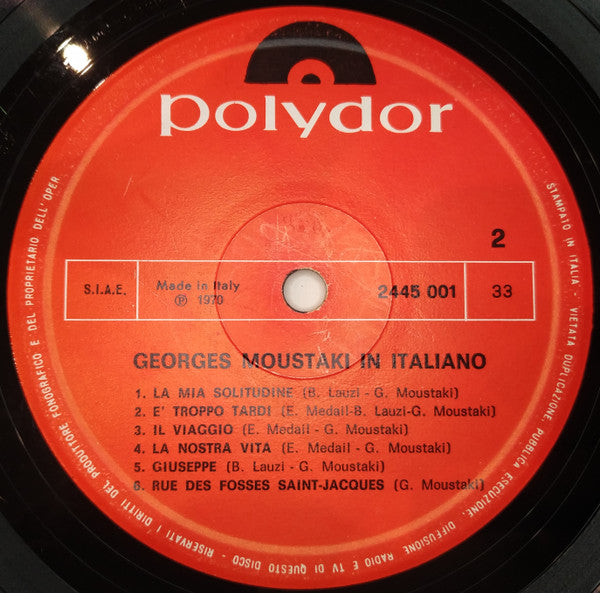 polydor
2
S.I.A.E.
Made in Italy
℗ 1970
2445 001
33
GEORGES MOUSTAKI IN ITALIANO
1. LA MIA SOLITUDINE (B. Lauzi - G. Moustaki)
2. E' TROPPO TARDI (E. Medail-B. Lauzi-G. Moustaki)
3. IL VIAGGIO (E. Medail - G. Moustaki)
4. LA NOSTRA VITA (E. Medail - G. Moustaki)
5. GIUSEPPE (B. Lauzi - G. Moustaki)
6. RUE DES FOSSES SAINT-JACQUES (G. Moustaki)
STAMPATO IN ITALIA - VIETATA DUPLICAZIONE, PUBBLICA ESECUZIONE, DIFFUSIONE RADIO E TV DI QUESTO DISCO - RISERVATI I DIRITTI DEL PRODUTTORE FONOGRAFICO E DEL PROPRIETARIO DELL'OPER